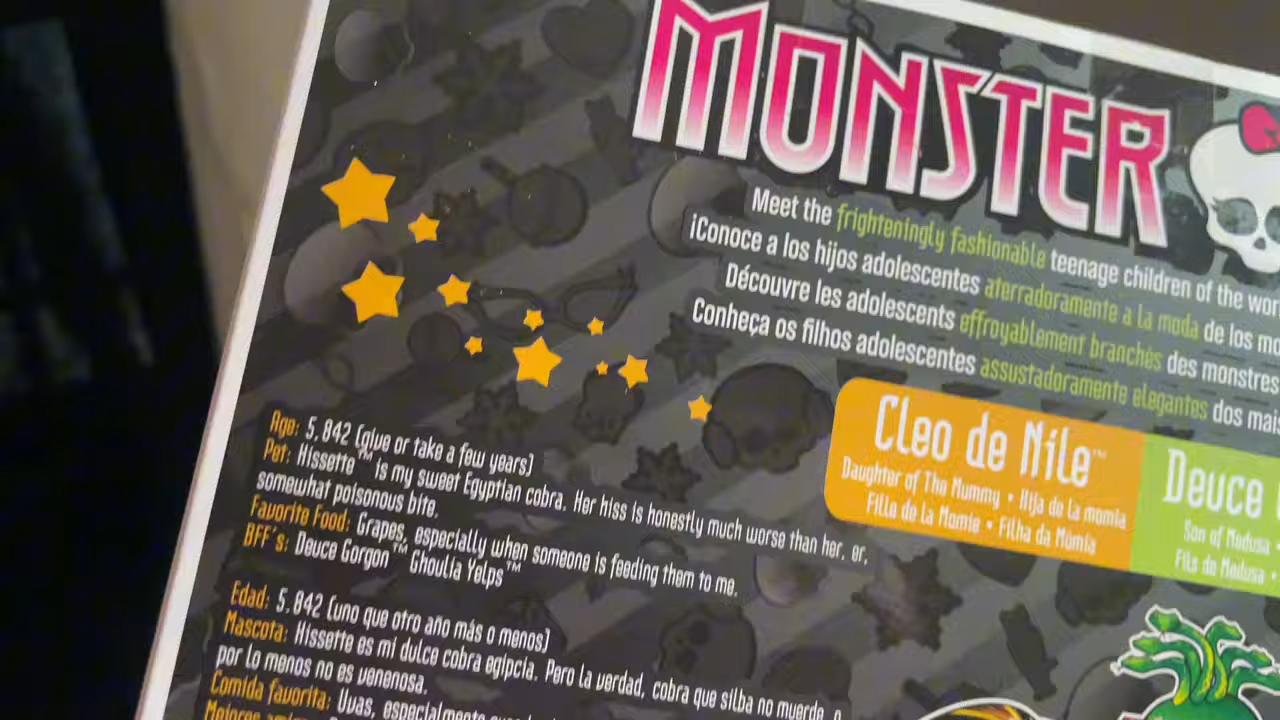 MONSTER
Meet the frighteningly fashionable teenage children of the
¡Conoce a los hijos adolescentes aterradoramente a la moda de los
Découvre les adolescents effroyablement branchés des monstres
Conheça os filhos adolescentes assustadoramente elegantes dos
Cleo de Nile™
Daughter of The Mummy • Hija de la momia
Fille de la Momie • Filha da Múmia
Deuce
Son of Medusa •
Fils de Medusa •
Age: 5,842 (give or take a few years)
Pet: Hissette™ is my sweet Egyptian cobra. Her hiss is honestly much worse than her, er,
somewhat poisonous bite.
Favorite Food: Grapes, especially when someone is feeding them to me.
BFF's: Deuce Gorgon™ Ghoulia Yelps™
Edad: 5,842 (uno que otro año más o menos)
Mascota: Hissette es mi dulce cobra egipcia. Pero la verdad, cobra que silba no muerde, o
por lo menos no es venenosa.
Comida favorita: Uvas, especialmente
Mejores